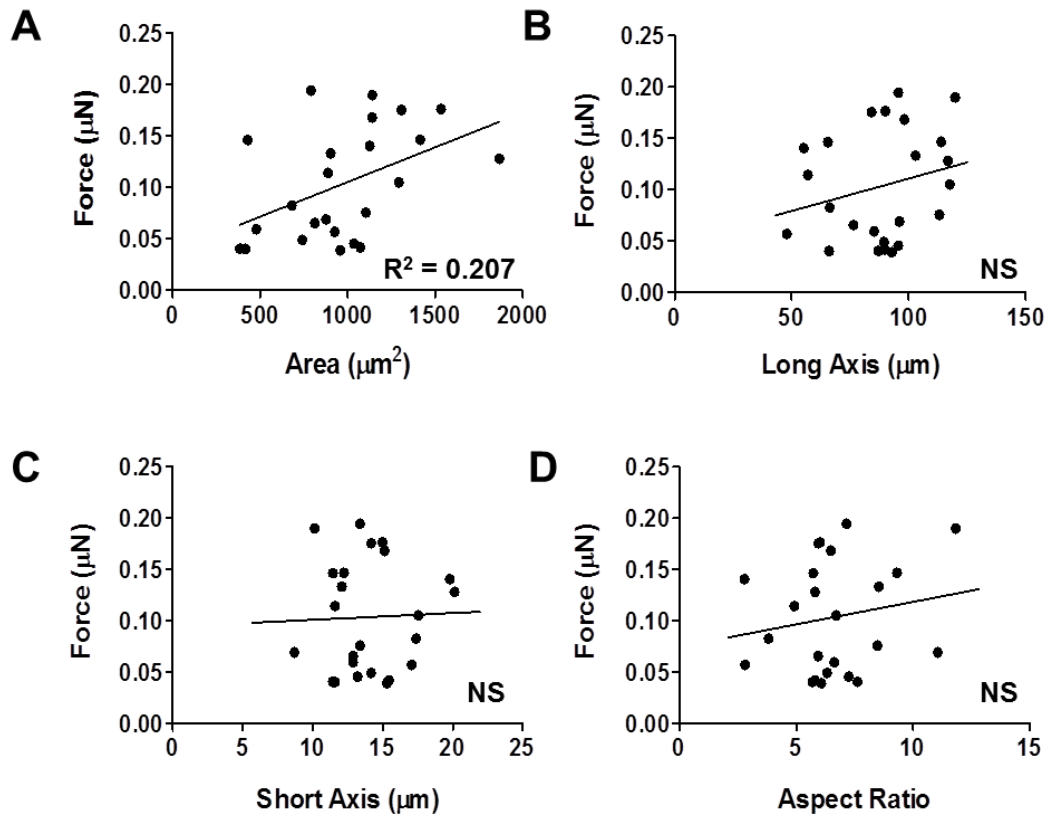 A
0.25
0.20
0.15
0.10
0.05
0.00
Force (μN)
R² = 0.207
0 500 1000 1500 2000
Area (μm²)
B
0.25
0.20
0.15
0.10
0.05
0.00
Force (μN)
NS
0 50 100 150
Long Axis (μm)
C
0.25
0.20
0.15
0.10
0.05
0.00
Force (μN)
NS
0 5 10 15 20 25
Short Axis (μm)
D
0.25
0.20
0.15
0.10
0.05
0.00
Force (μN)
NS
0 5 10 15
Aspect Ratio